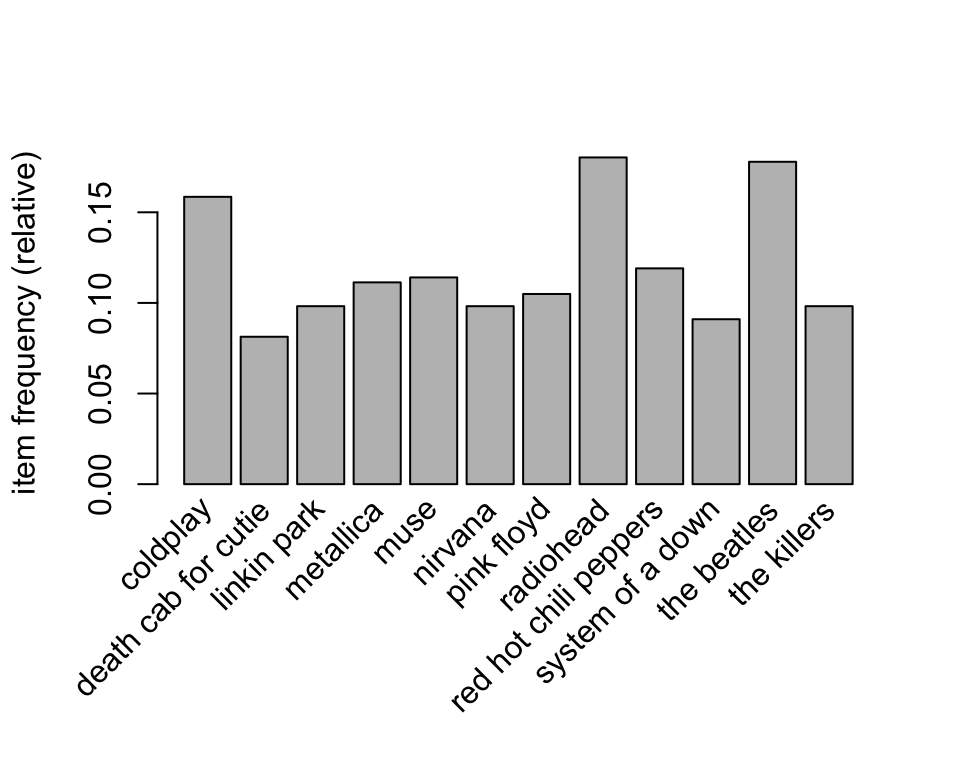 item frequency (relative)
0.00
0.05
0.10
0.15
coldplay
death cab for cutie
linkin park
metallica
muse
nirvana
pink floyd
radiohead
red hot chili peppers
system of a down
the beatles
the killers